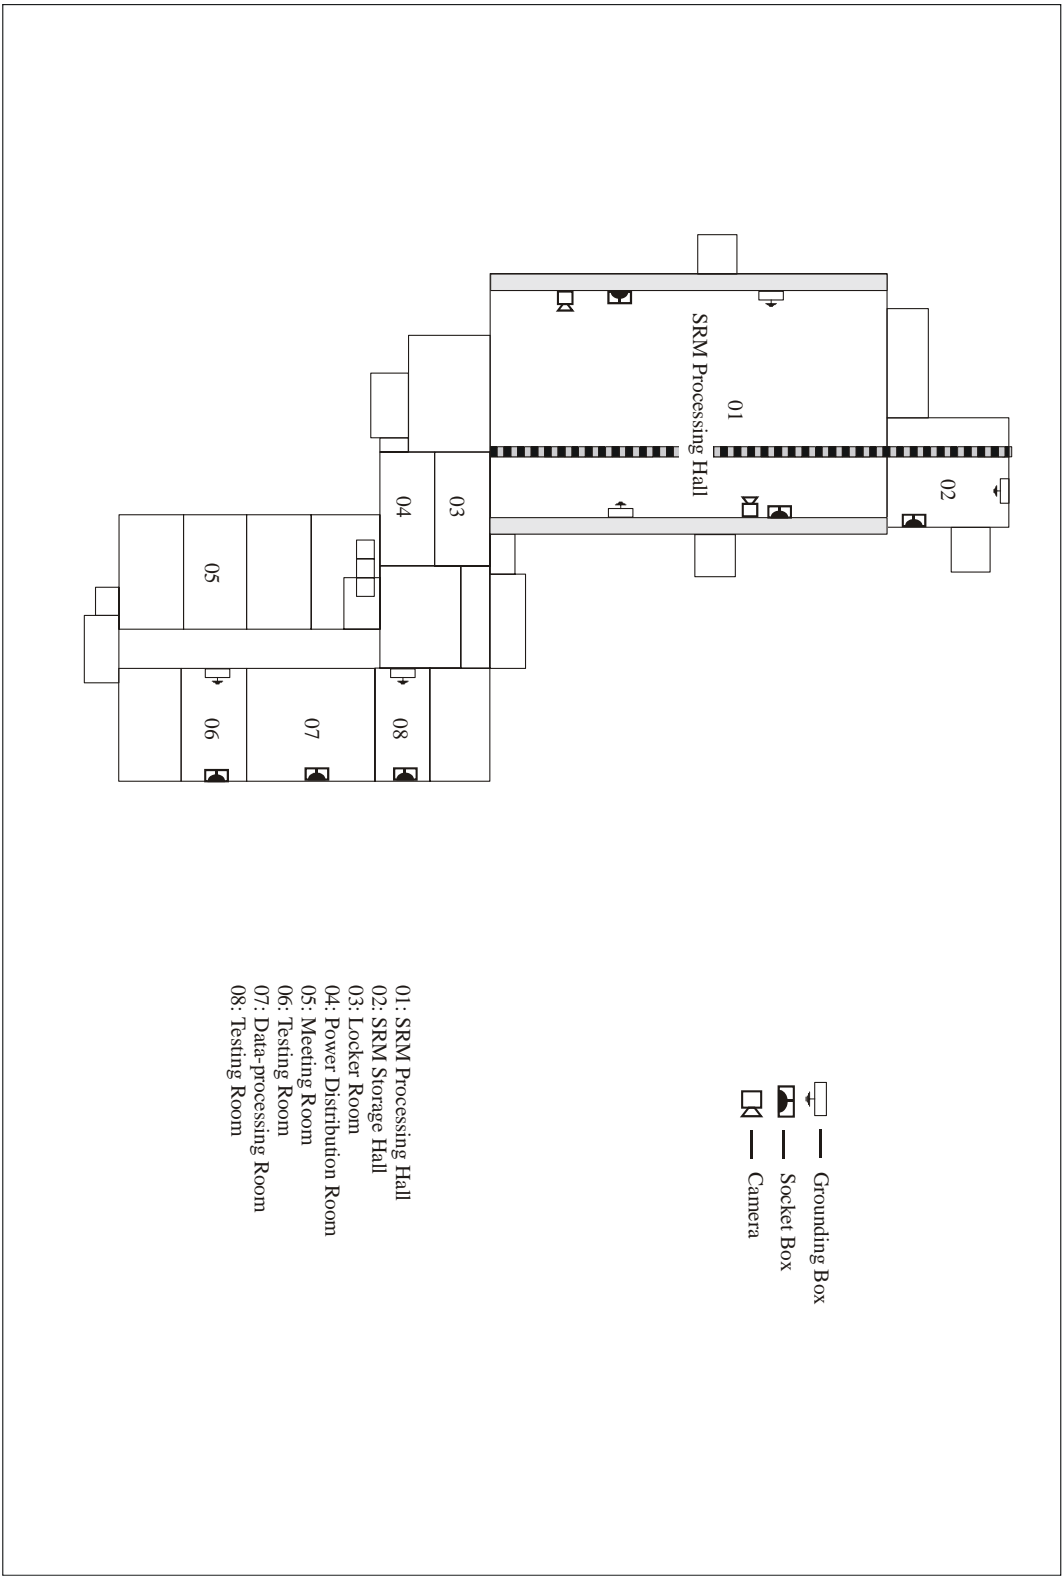 Grounding Box
Socket Box
Camera
02
01
SRM Processing Hall
03
04
08
07
06
05
01: SRM Processing Hall
02: SRM Storage Hall
03: Locker Room
04: Power Distribution Room
05: Meeting Room
06: Testing Room
07: Data-processing Room
08: Testing Room